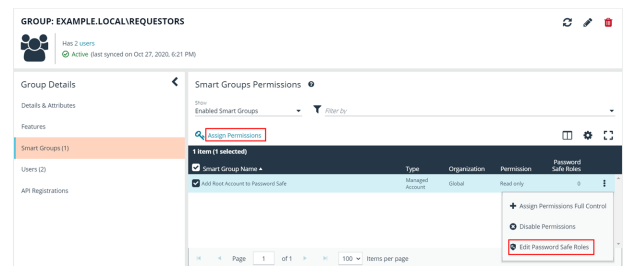 GROUP: EXAMPLE.LOCAL\REQUESTORS
Has 2 users
Active (last synced on Oct 27, 2020, 6:21 PM)
Group Details
Details & Attributes
Features
Smart Groups (1)
Users (2)
API Registrations
Smart Groups Permissions
Show
Enabled Smart Groups
Filter by
Assign Permissions
1 item (1 selected)
Smart Group Name Type Organization Permission Password Safe Roles
Add Root Account to Password Safe Managed Account Global Read only 0
Assign Permissions Full Control
Disable Permissions
Edit Password Safe Roles
Page 1 of 1 100 Items per page